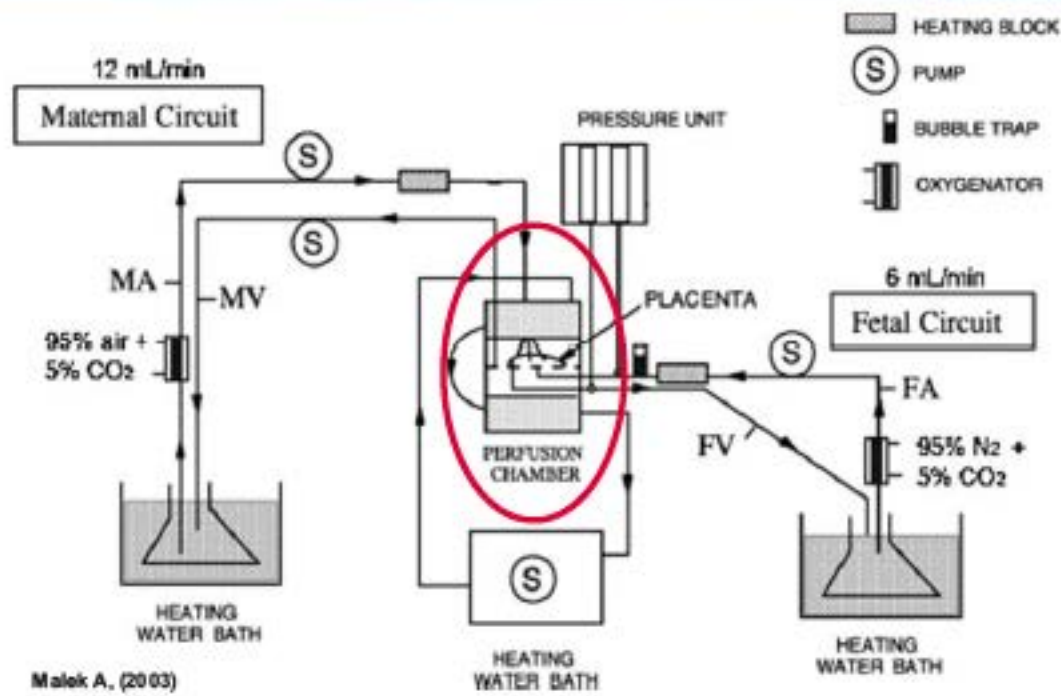 HEATING BLOCK
12 mL/min
Maternal Circuit
S
PUMP
PRESSURE UNIT
BUBBLE TRAP
S
OXYGENATOR
S
MA
MV
PLACENTA
6 mL/min
Fetal Circuit
95% air +
5% CO2
S
FA
FV
95% N2 +
5% CO2
PERFUSION
CHAMBER
S
HEATING
WATER BATH
HEATING
WATER BATH
HEATING
WATER BATH
Malek A, (2003)